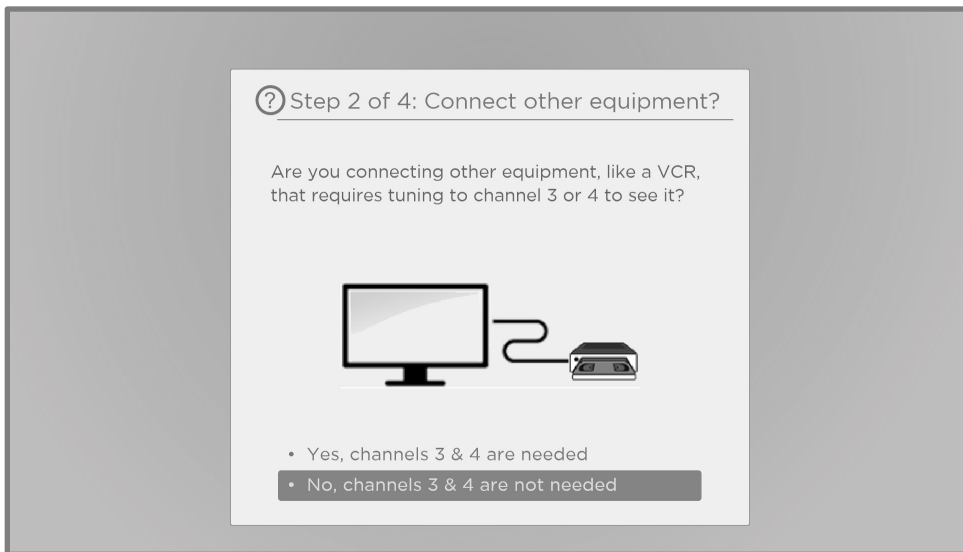 ? Step 2 of 4: Connect other equipment?
Are you connecting other equipment, like a VCR,
that requires tuning to channel 3 or 4 to see it?
• Yes, channels 3 & 4 are needed
• No, channels 3 & 4 are not needed